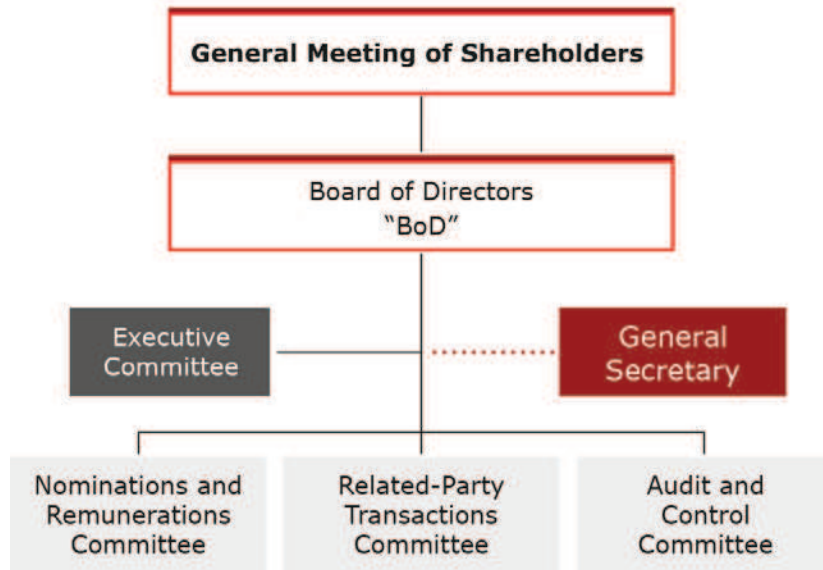 General Meeting of Shareholders
Board of Directors
“BoD”
Executive
Committee
General
Secretary
Nominations and
Remunerations
Committee
Related-Party
Transactions
Committee
Audit and
Control
Committee